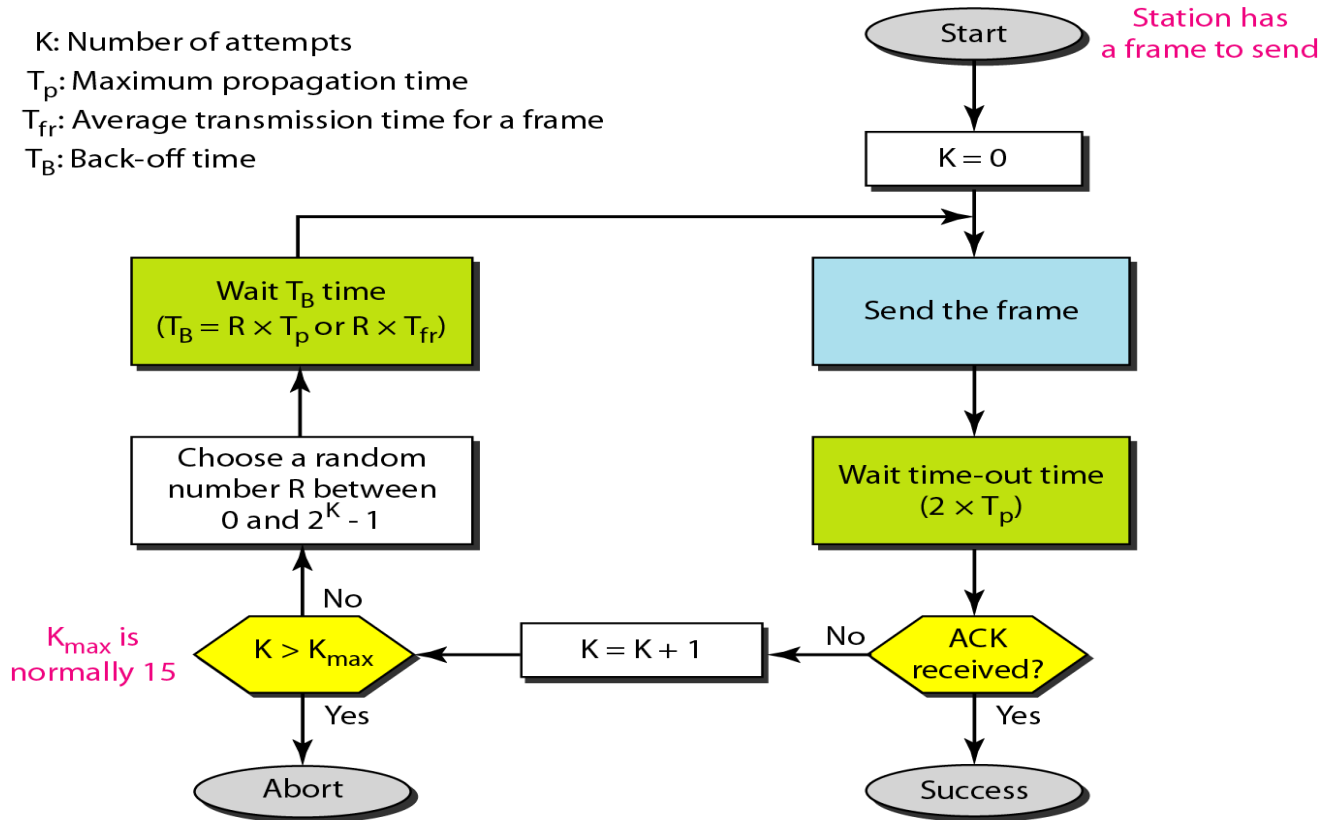 K: Number of attempts
Tp: Maximum propagation time
Tfr: Average transmission time for a frame
TB: Back-off time
Start
Station has
a frame to send
K = 0
Wait TB time
(TB = R × Tp or R × Tfr)
Send the frame
Choose a random
number R between
0 and 2^K - 1
Wait time-out time
(2 × Tp)
No
Kmax is
normally 15
K > Kmax
K = K + 1
No
ACK
received?
Yes
Yes
Abort
Success